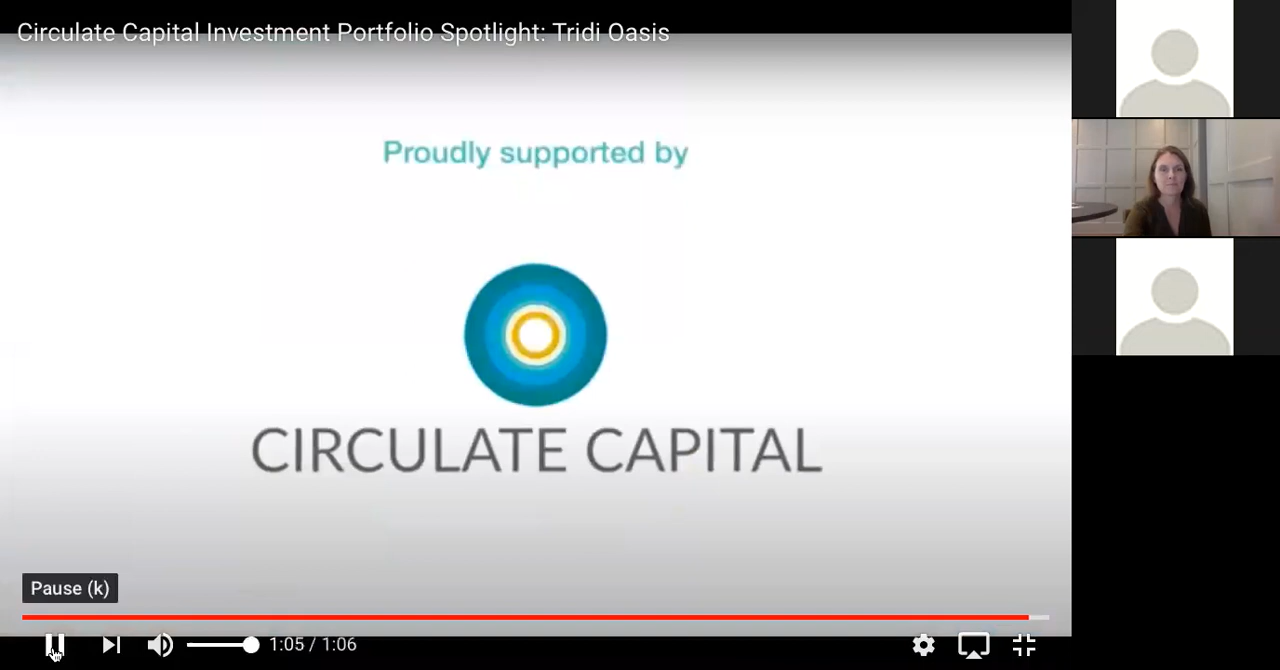 Circulate Capital Investment Portfolio Spotlight: Tridi Oasis
Proudly supported by
CIRCULATE CAPITAL
Pause (k)
1:05 / 1:06